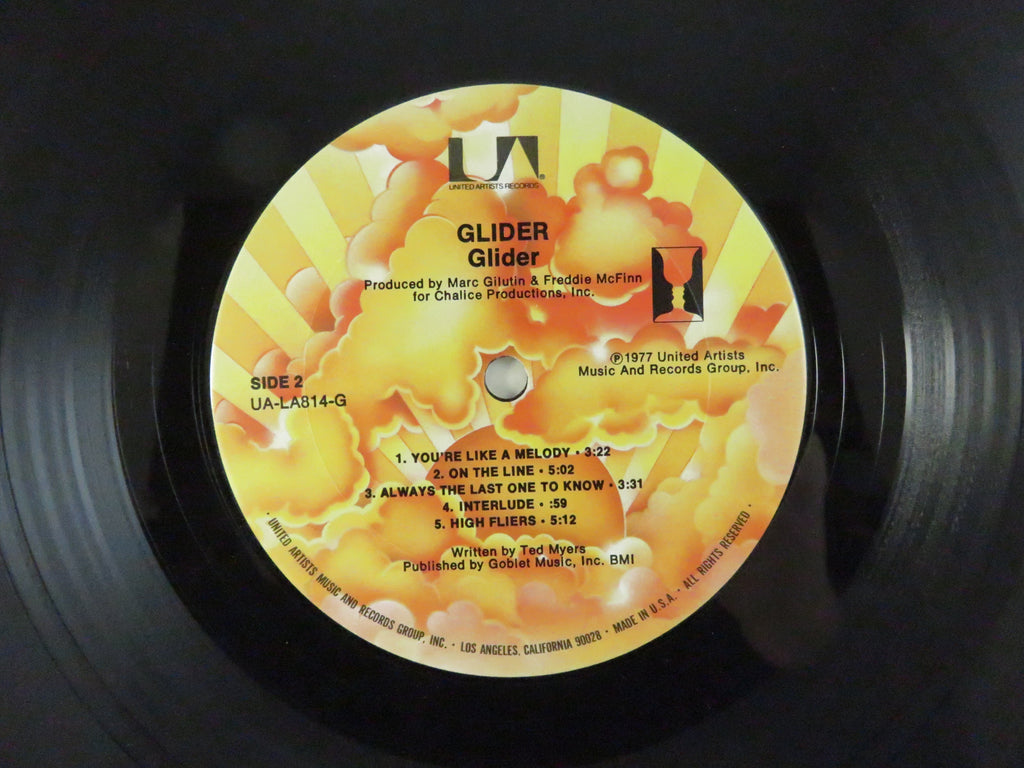 UA
UNITED ARTISTS RECORDS
GLIDER
Glider
Produced by Marc Gilutin & Freddie McFinn
for Chalice Productions, Inc.
℗1977 United Artists
Music And Records Group, Inc.
SIDE 2
UA-LA814-G
1. YOU'RE LIKE A MELODY • 3:22
2. ON THE LINE • 5:02
3. ALWAYS THE LAST ONE TO KNOW • 3:31
4. INTERLUDE • :59
5. HIGH FLIERS • 5:12
Written by Ted Myers
Published by Goblet Music, Inc. BMI
• UNITED ARTISTS MUSIC AND RECORDS GROUP, INC. • LOS ANGELES, CALIFORNIA 90028 • MADE IN U.S.A. • ALL RIGHTS RESERVED •